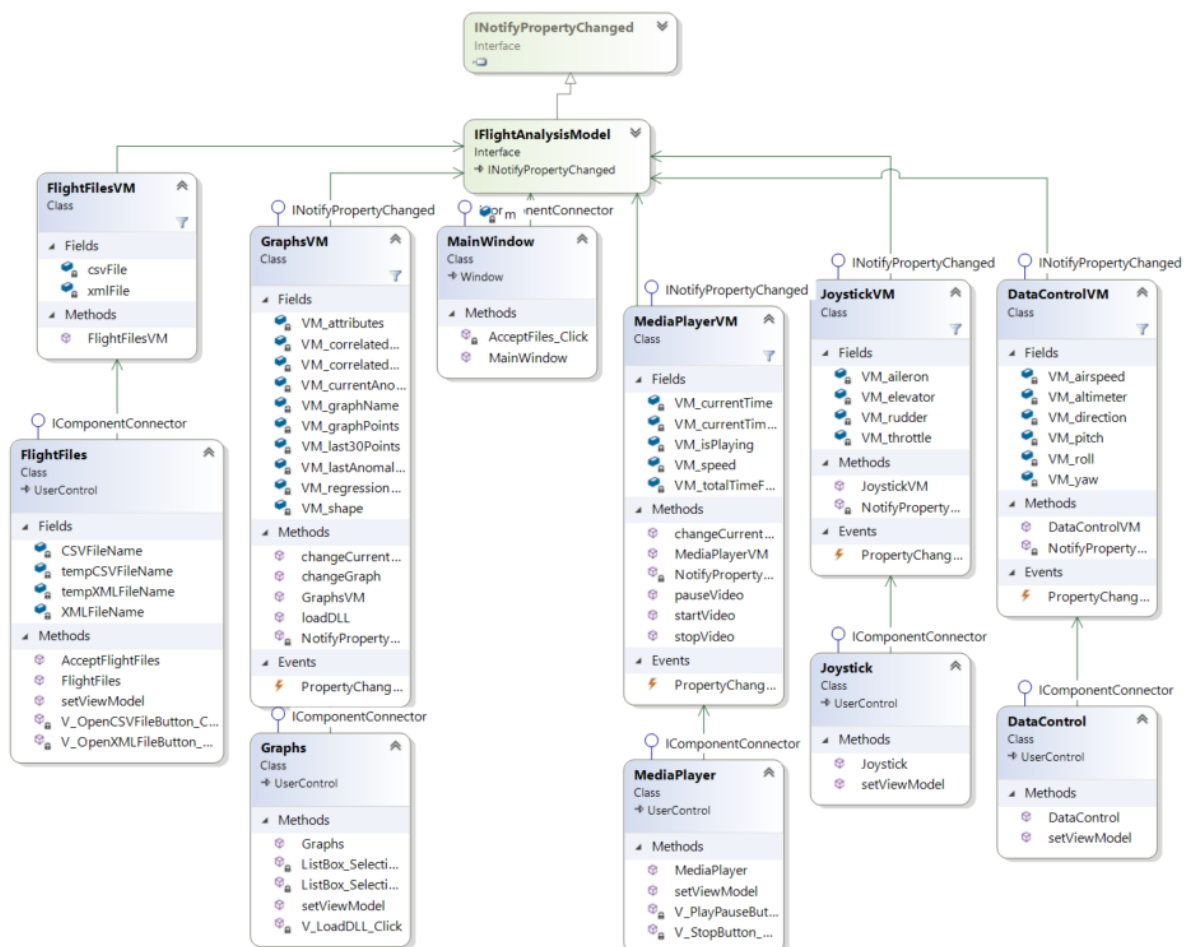 INotifyPropertyChanged
Interface
IFlightAnalysisModel
Interface
INotifyPropertyChanged
FlightFilesVM
Class
Fields
csvFile
xmlFile
Methods
FlightFilesVM
IComponentConnector
FlightFiles
Class
UserControl
Fields
CSVFileName
tempCSVFileName
tempXMLFileName
XMLFileName
Methods
AcceptFlightFiles
FlightFiles
setViewModel
V_OpenCSVFileButton_C...
V_OpenXMLFileButton_...
INotifyPropertyChanged
GraphsVM
Class
Fields
VM_attributes
VM_correlated...
VM_correlated...
VM_currentAno...
VM_graphName
VM_graphPoints
VM_last30Points
VM_lastAnomal...
VM_regression...
VM_shape
Methods
changeCurrent...
changeGraph
GraphsVM
loadDLL
NotifyProperty...
Events
PropertyChang...
IComponentConnector
Graphs
Class
UserControl
Methods
Graphs
ListBox_Selecti...
ListBox_Selecti...
setViewModel
V_LoadDLL_Click
m
MainWindow
Class
Window
Methods
AcceptFiles_Click
MainWindow
INotifyPropertyChanged
MediaPlayerVM
Class
Fields
VM_currentTime
VM_currentTim...
VM_isPlaying
VM_speed
VM_totalTimeF...
Methods
changeCurrent...
MediaPlayerVM
NotifyProperty...
pauseVideo
startVideo
stopVideo
Events
PropertyChang...
IComponentConnector
MediaPlayer
Class
UserControl
Methods
MediaPlayer
setViewModel
V_PlayPauseBut...
V_StopButton_...
INotifyPropertyChanged
JoystickVM
Class
Fields
VM_aileron
VM_elevator
VM_rudder
VM_throttle
Methods
JoystickVM
NotifyProperty...
Events
PropertyChang...
IComponentConnector
Joystick
Class
UserControl
Methods
Joystick
setViewModel
INotifyPropertyChanged
DataControlVM
Class
Fields
VM_airspeed
VM_altimeter
VM_direction
VM_pitch
VM_roll
VM_yaw
Methods
DataControlVM
NotifyProperty...
Events
PropertyChang...
IComponentConnector
DataControl
Class
UserControl
Methods
DataControl
setViewModel